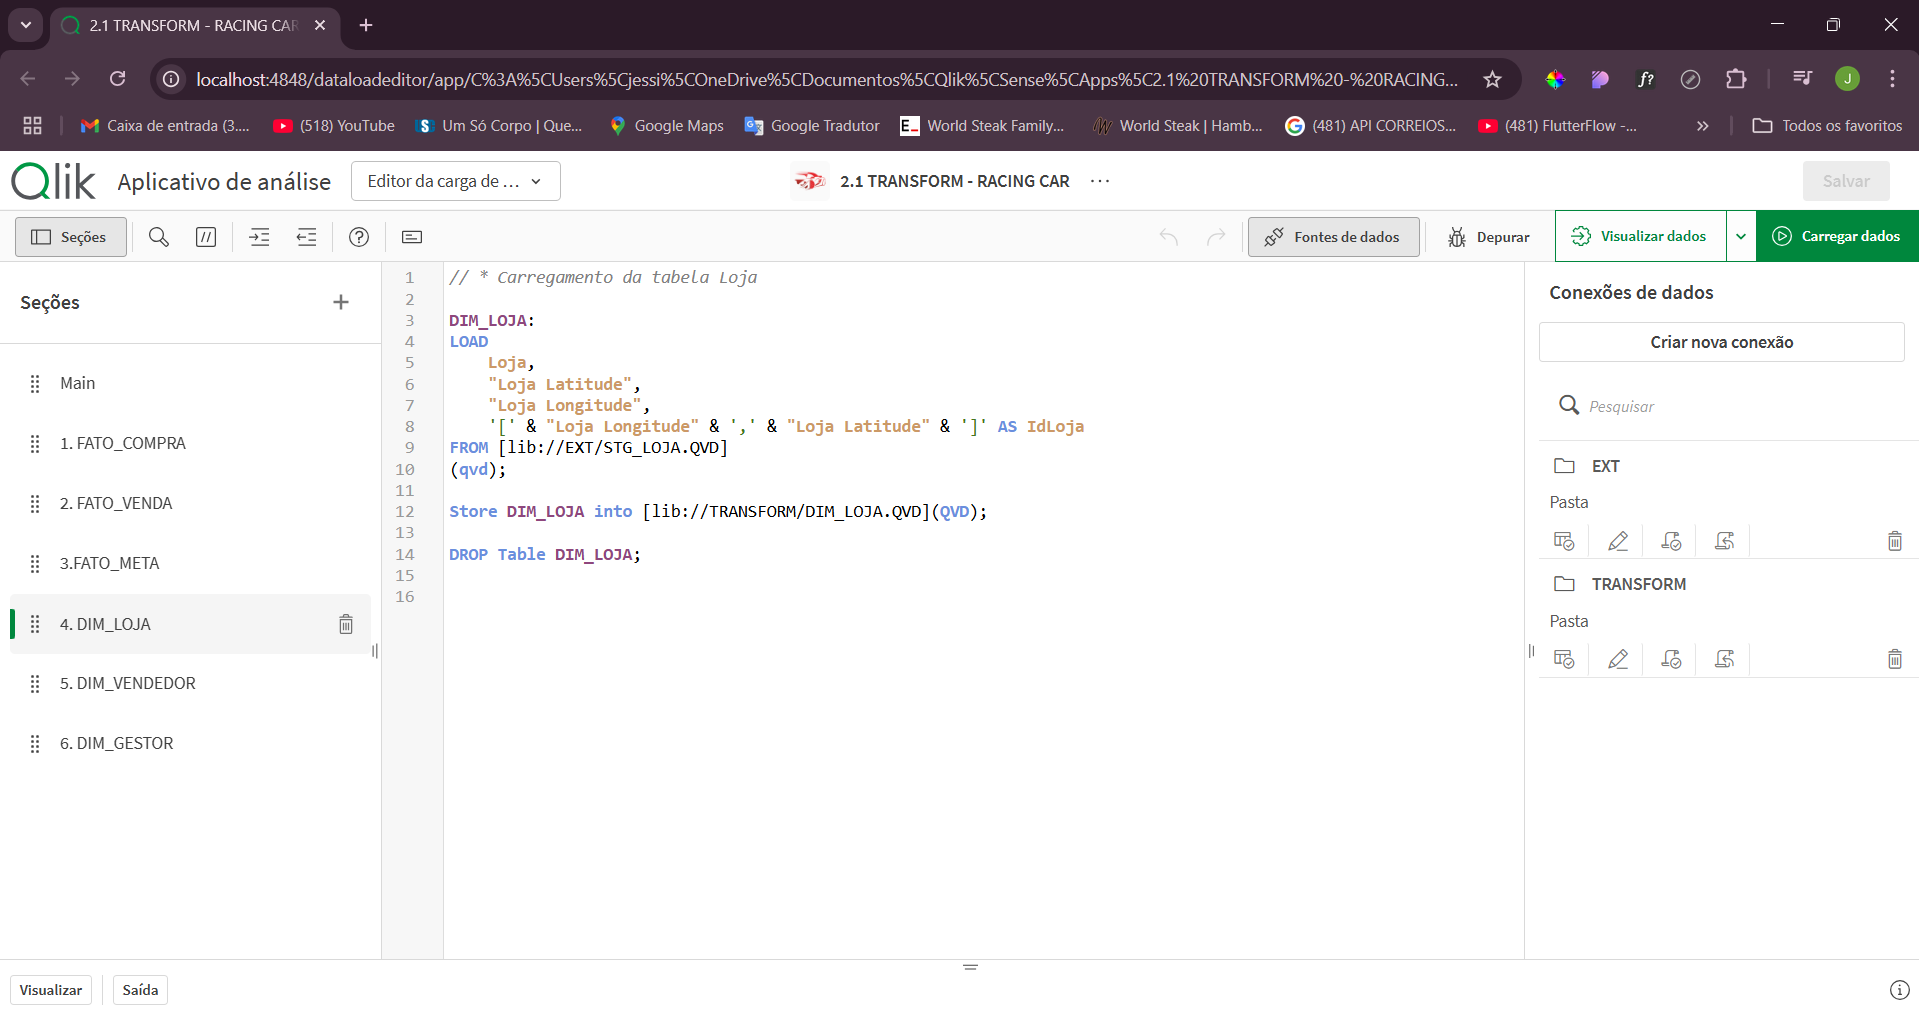 2.1 TRANSFORM - RACING CAR
localhost:4848/dataloadeditor/app/C%3A%5CUsers%5Cjessi%5COneDrive%5CDocumentos%5CQlik%5CSense%5CApps%5C2.1%20TRANSFORM%20-%20RACING...
f?
J
Caixa de entrada (3....
(518) YouTube
Um Só Corpo | Que...
Google Maps
Google Tradutor
World Steak Family...
World Steak | Hamb...
(481) API CORREIOS...
(481) FlutterFlow -...
Todos os favoritos
Qlik
Aplicativo de análise
Editor da carga de ...
2.1 TRANSFORM - RACING CAR
Salvar
Seções
Fontes de dados
Depurar
Visualizar dados
Carregar dados
Seções
Main
1. FATO_COMPRA
2. FATO_VENDA
3.FATO_META
4. DIM_LOJA
5. DIM_VENDEDOR
6. DIM_GESTOR
1 // * Carregamento da tabela Loja
2
3 DIM_LOJA:
4 LOAD
5 Loja,
6 "Loja Latitude",
7 "Loja Longitude",
8 '[' & "Loja Longitude" & ',' & "Loja Latitude" & ']' AS IdLoja
9 FROM [lib://EXT/STG_LOJA.QVD]
10 (qvd);
11
12 Store DIM_LOJA into [lib://TRANSFORM/DIM_LOJA.QVD](QVD);
13
14 DROP Table DIM_LOJA;
15
16
Conexões de dados
Criar nova conexão
Pesquisar
EXT
Pasta
TRANSFORM
Pasta
Visualizar
Saída